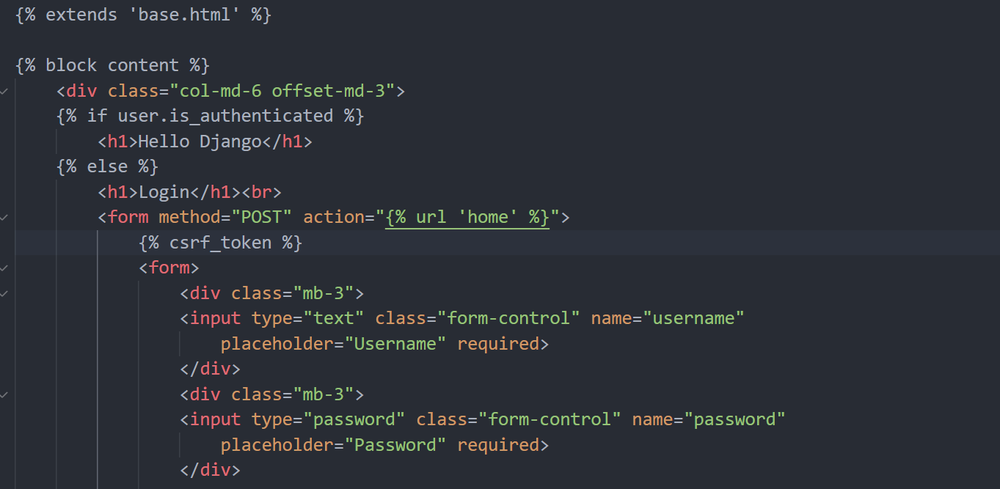 {% extends 'base.html' %}
{% block content %}
<div class="col-md-6 offset-md-3">
{% if user.is_authenticated %}
<h1>Hello Django</h1>
{% else %}
<h1>Login</h1><br>
<form method="POST" action="{% url 'home' %}">
{% csrf_token %}
<form>
<div class="mb-3">
<input type="text" class="form-control" name="username"
placeholder="Username" required>
</div>
<div class="mb-3">
<input type="password" class="form-control" name="password"
placeholder="Password" required>
</div>